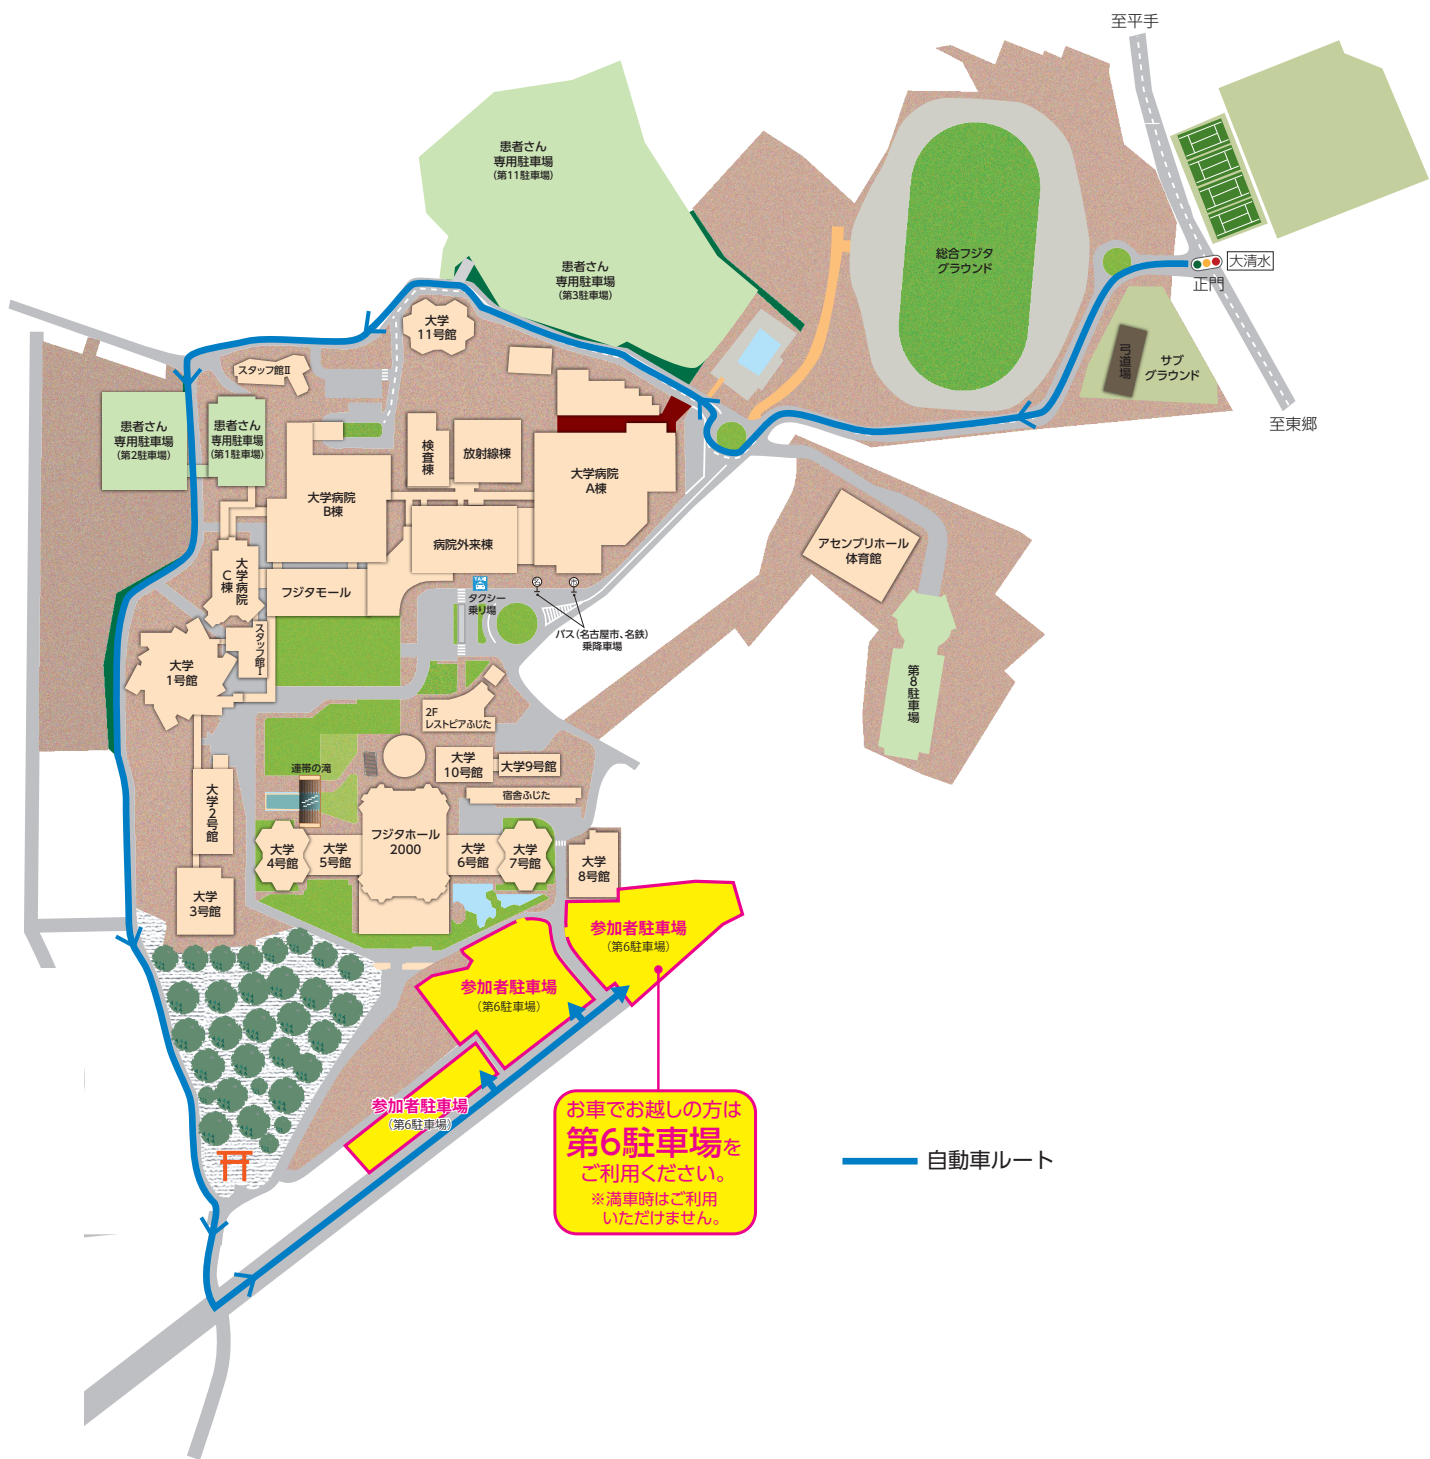 至平手
患者さん
専用駐車場
(第11駐車場)
総合フジタ
グラウンド
大清水
正門
患者さん
専用駐車場
(第3駐車場)
大学
11号館
弓道場
サブ
グラウンド
スタッフ館Ⅱ
至東郷
患者さん
専用駐車場
(第2駐車場)
患者さん
専用駐車場
(第1駐車場)
検査棟
放射線棟
大学病院
A棟
大学病院
B棟
病院外来棟
アセンブリホール
体育館
大学病院
C棟
フジタモール
TAXI
タクシー
乗り場
バス(名古屋市、名鉄)
乗降車場
スタッフ館Ⅰ
大学
1号館
第8駐車場
2F
レストピアふじた
大学
10号館
大学9号館
連帯の滝
宿舎ふじた
大学2号館
フジタホール
2000
大学
4号館
大学
5号館
大学
6号館
大学
7号館
大学
8号館
大学
3号館
参加者駐車場
(第6駐車場)
参加者駐車場
(第6駐車場)
参加者駐車場
(第6駐車場)
お車でお越しの方は
第6駐車場を
ご利用ください。
※満車時はご利用
いただけません。
自動車ルート